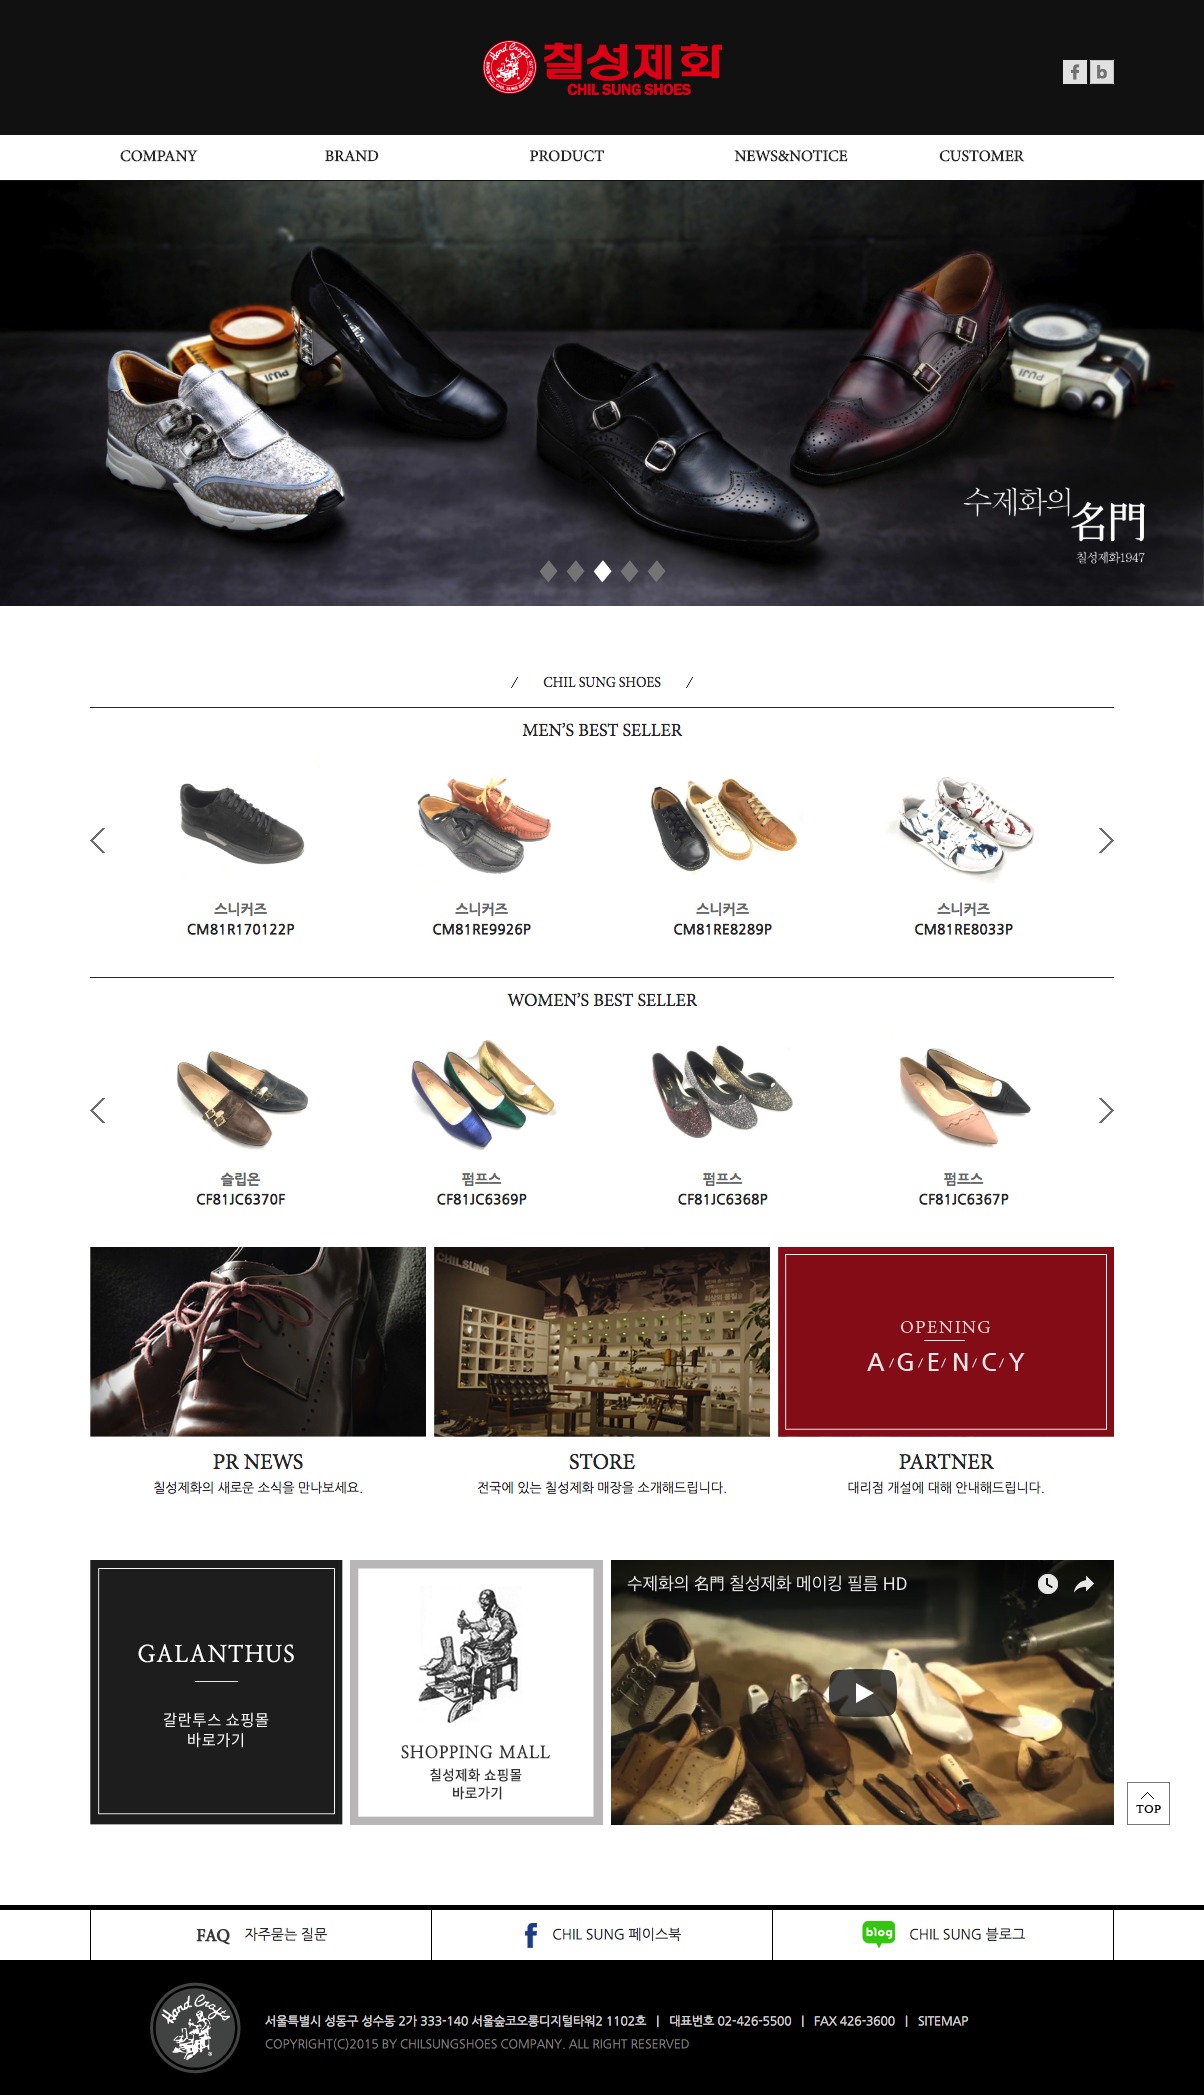 Hand Crafts
칠성제화
CHIL SUNG SHOES
f b
COMPANY
BRAND
PRODUCT
NEWS&NOTICE
CUSTOMER
수제화의
名門
칠성제화1947
/ CHIL SUNG SHOES /
MEN'S BEST SELLER
스니커즈
CM81R170122P
스니커즈
CM81RE9926P
스니커즈
CM81RE8289P
스니커즈
CM81RE8033P
WOMEN'S BEST SELLER
슬립온
CF81JC6370F
펌프스
CF81JC6369P
펌프스
CF81JC6368P
펌프스
CF81JC6367P
CHILSUNG
OPENING
A/G/E/N/C/Y
PR NEWS
칠성제화의 새로운 소식을 만나보세요.
STORE
전국에 있는 칠성제화 매장을 소개해드립니다.
PARTNER
대리점 개설에 대해 안내해드립니다.
GALANTHUS
갈란투스 쇼핑몰
바로가기
SHOPPING MALL
칠성제화 쇼핑몰
바로가기
수제화의 名門 칠성제화 메이킹 필름 HD
TOP
FAQ 자주묻는 질문
f CHIL SUNG 페이스북
blog CHIL SUNG 블로그
Hand Crafts
서울특별시 성동구 성수동 2가 333-140 서울숲코오롱디지털타워2 1102호 | 대표번호 02-426-5500 | FAX 426-3600 | SITEMAP
COPYRIGHT(C)2015 BY CHILSUNGSHOES COMPANY. ALL RIGHT RESERVED